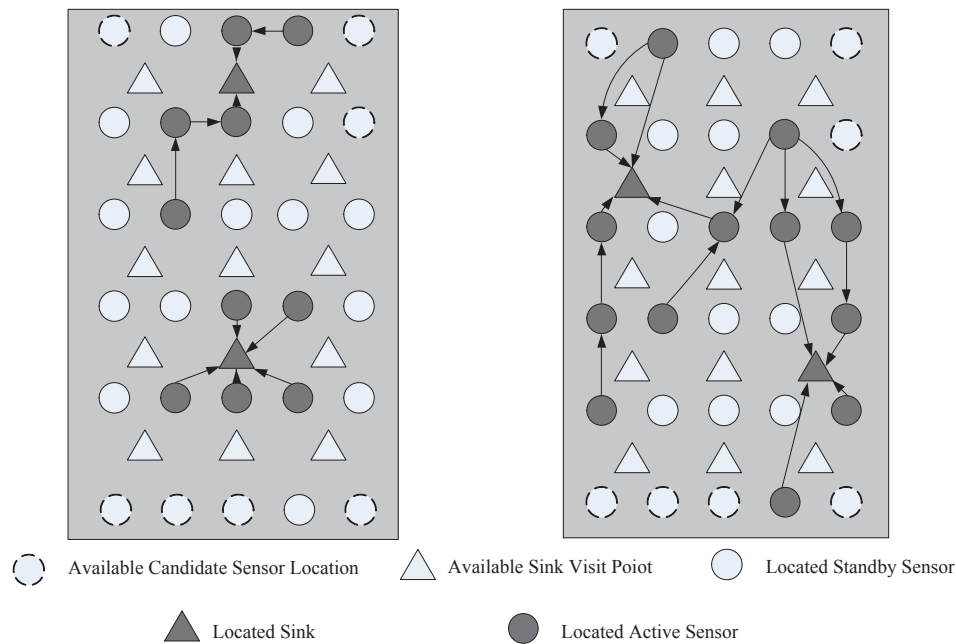 Available Candidate Sensor Location
Available Sink Visit Poiot
Located Standby Sensor
Located Sink
Located Active Sensor